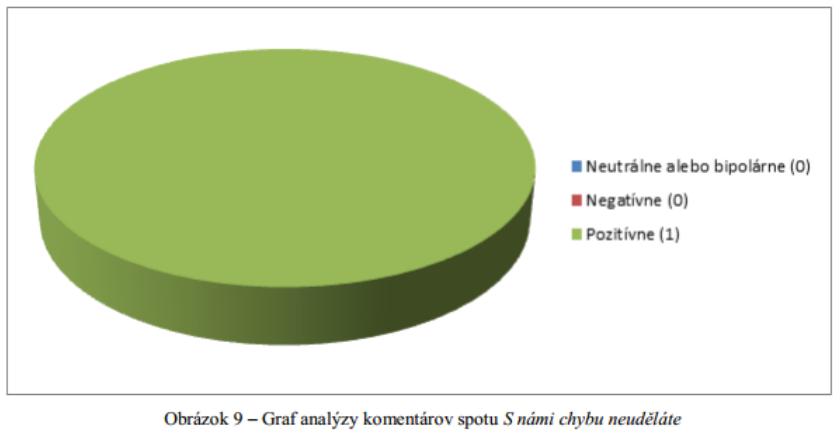 Neutrálne alebo bipolárne (0)
Negatívne (0)
Pozitívne (1)
Obrázok 9 – Graf analýzy komentárov spotu S námi chybu neuděláte